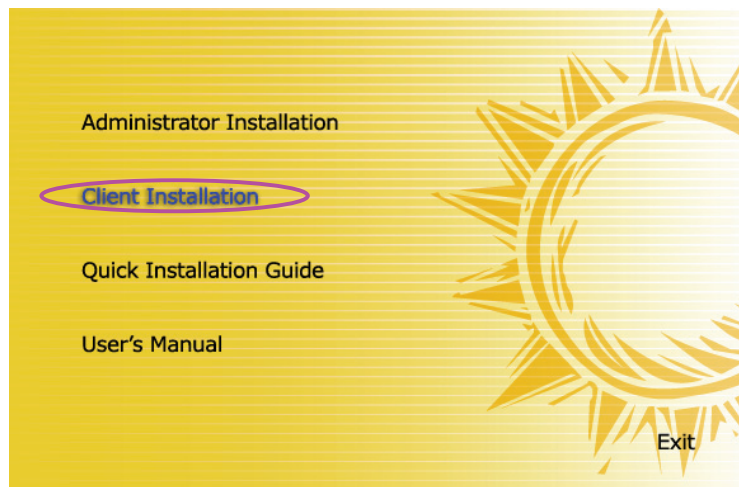 Administrator Installation
Client Installation
Quick Installation Guide
User’s Manual
Exit